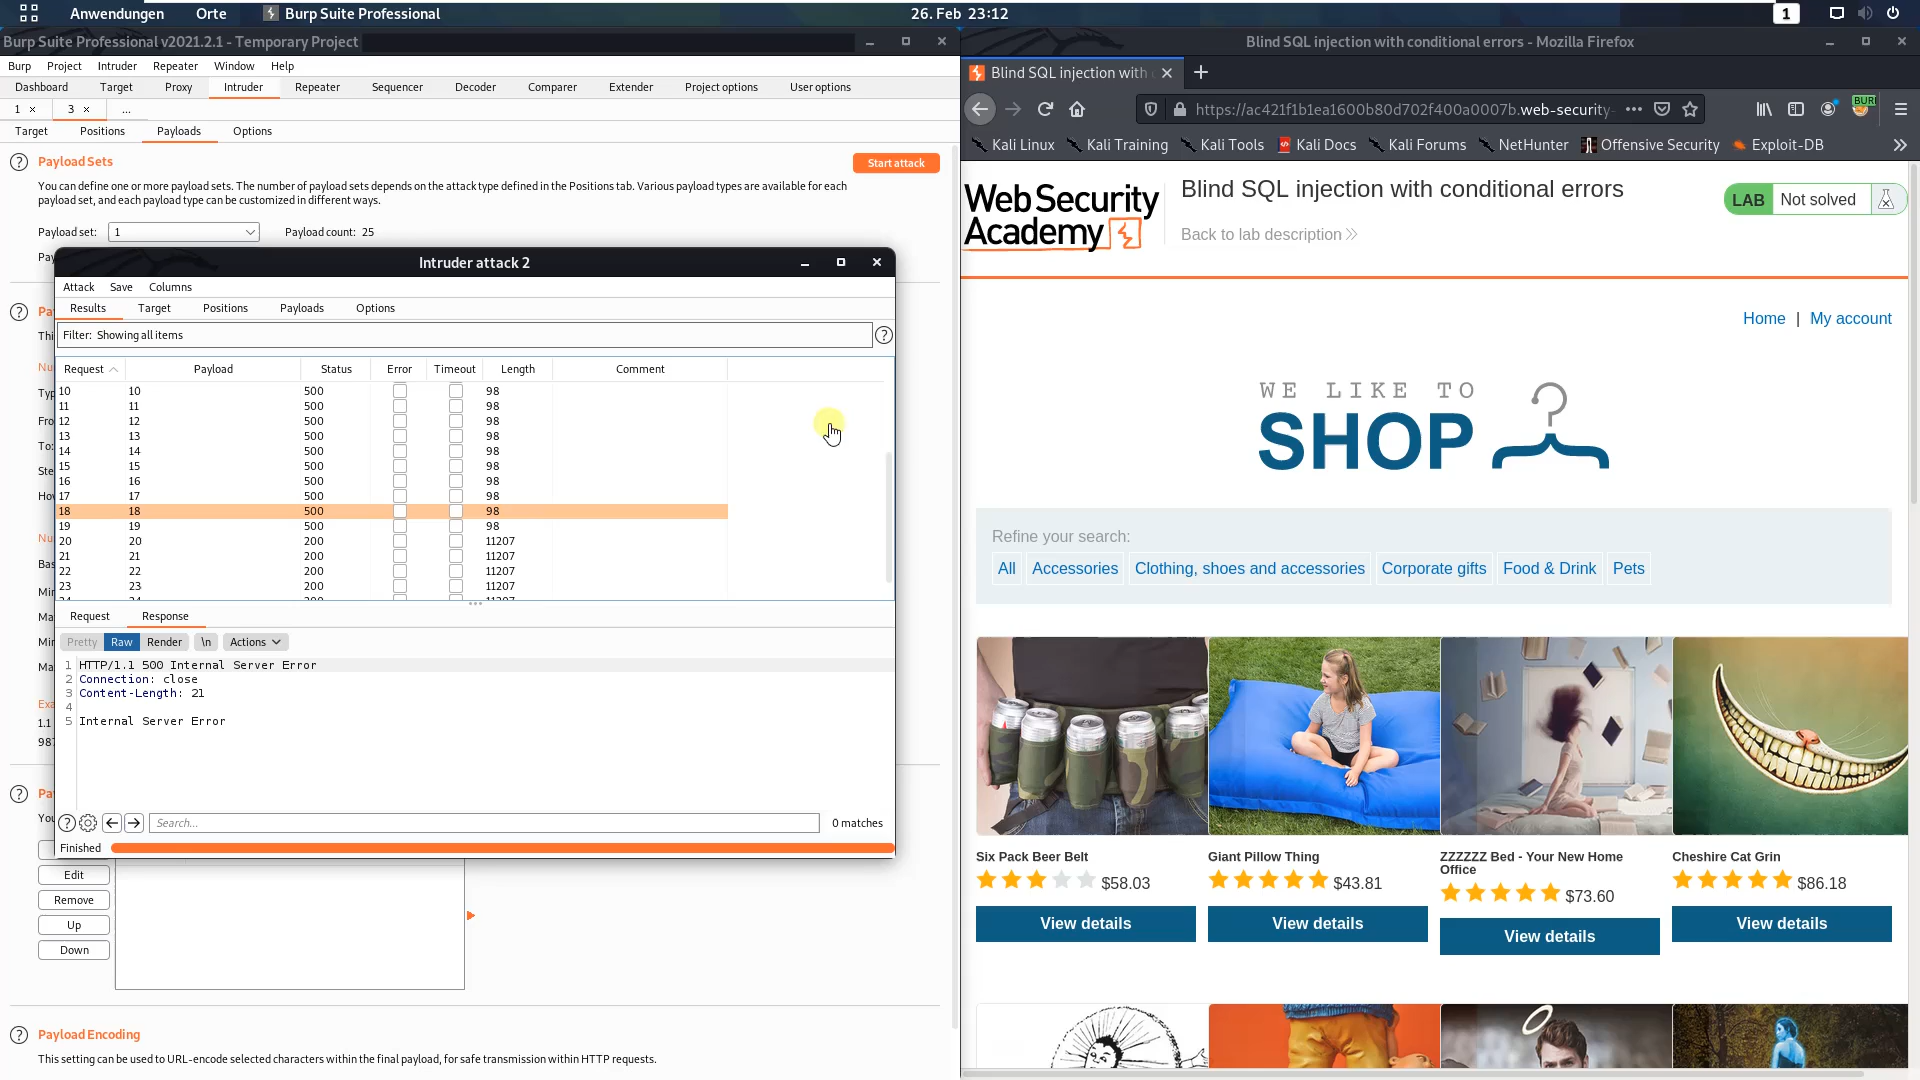 Anwendungen Orte Burp Suite Professional 26. Feb 23:12 1
Burp Suite Professional v2021.2.1 - Temporary Project
Burp Project Intruder Repeater Window Help
Dashboard Target Proxy Intruder Repeater Sequencer Decoder Comparer Extender Project options User options
1 × 3 × ...
Target Positions Payloads Options
? Payload Sets Start attack
You can define one or more payload sets. The number of payload sets depends on the attack type defined in the Positions tab. Various payload types are available for each
payload set, and each payload type can be customized in different ways.
Payload set: 1 Payload count: 25
Intruder attack 2
Attack Save Columns
Results Target Positions Payloads Options
Filter: Showing all items ?
Request Payload Status Error Timeout Length Comment
10 10 500 98
11 11 500 98
12 12 500 98
13 13 500 98
14 14 500 98
15 15 500 98
16 16 500 98
17 17 500 98
18 18 500 98
19 19 500 98
20 20 200 11207
21 21 200 11207
22 22 200 11207
23 23 200 11207
24 24 200 11207
Request Response
Pretty Raw Render \n Actions
1 HTTP/1.1 500 Internal Server Error
2 Connection: close
3 Content-Length: 21
4
5 Internal Server Error
? Search... 0 matches
Finished
Edit
Remove
Up
Down
? Payload Encoding
This setting can be used to URL-encode selected characters within the final payload, for safe transmission within HTTP requests.
Blind SQL injection with conditional errors - Mozilla Firefox
Blind SQL injection with
https://ac421f1b1ea1600b80d702f400a0007b.web-security-
BUR
Kali Linux Kali Training Kali Tools Kali Docs Kali Forums NetHunter Offensive Security Exploit-DB
Web Security
Academy
Blind SQL injection with conditional errors
Back to lab description
LAB Not solved
Home | My account
WE LIKE TO
SHOP
Refine your search:
All Accessories Clothing, shoes and accessories Corporate gifts Food & Drink Pets
Six Pack Beer Belt
$58.03
View details
Giant Pillow Thing
$43.81
View details
ZZZZZZ Bed - Your New Home
Office
$73.60
View details
Cheshire Cat Grin
$86.18
View details